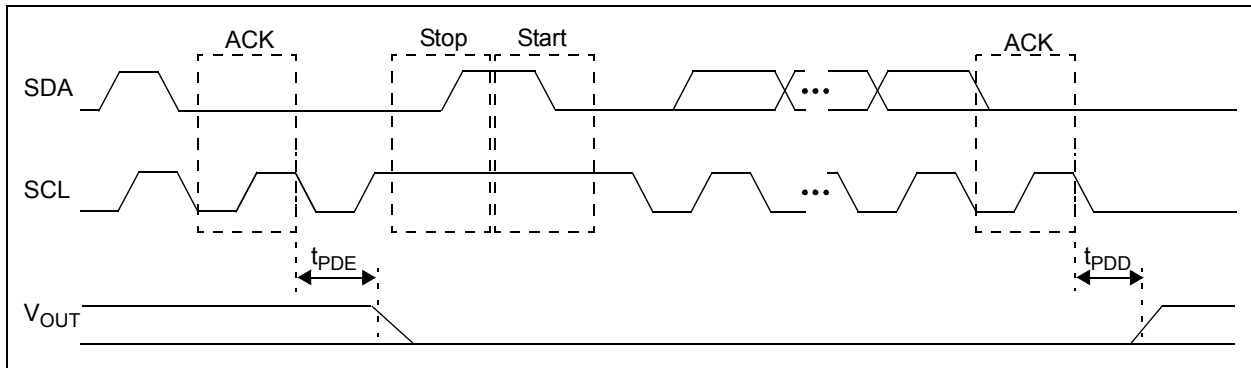 ACK Stop Start ACK
SDA
•••
SCL
•••
tPDE tPDD
VOUT